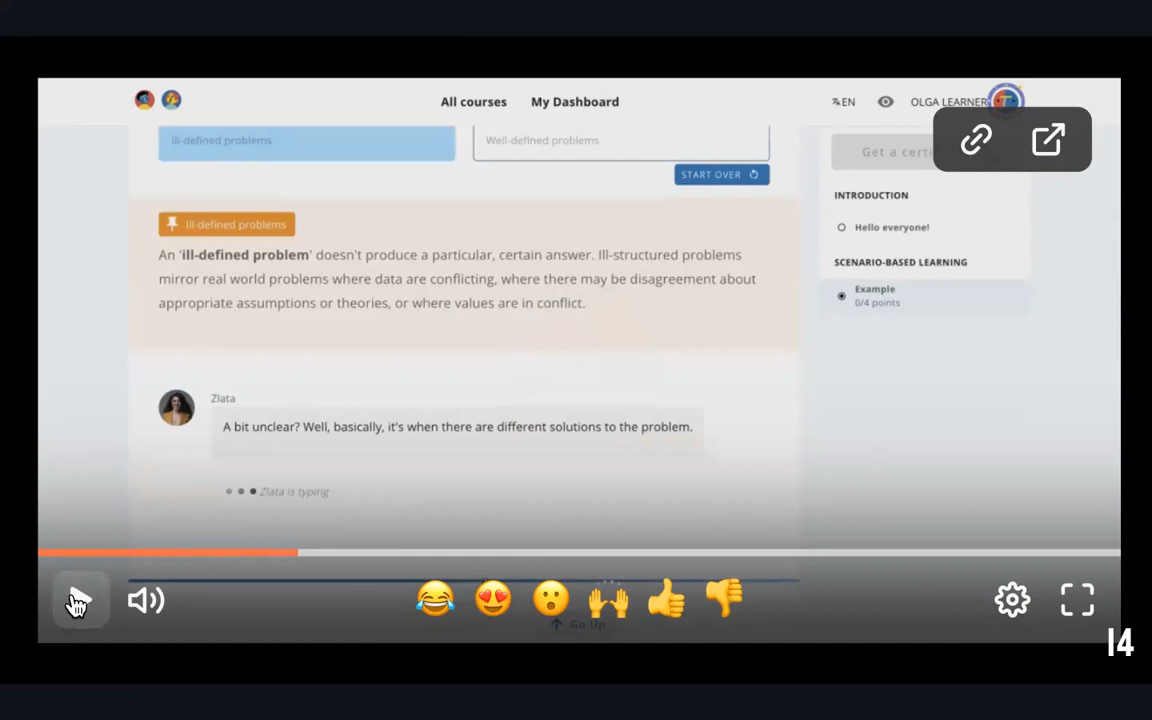 All courses My Dashboard EN OLGA LEARNER
Ill-defined problems Well-defined problems
Get a certi
START OVER
INTRODUCTION
Ill-defined problems
Hello everyone!
An 'ill-defined problem' doesn't produce a particular, certain answer. Ill-structured problems
mirror real world problems where data are conflicting, where there may be disagreement about
appropriate assumptions or theories, or where values are in conflict.
SCENARIO-BASED LEARNING
Example
0/4 points
Zlata
A bit unclear? Well, basically, it's when there are different solutions to the problem.
Zlata is typing
Go Up
14